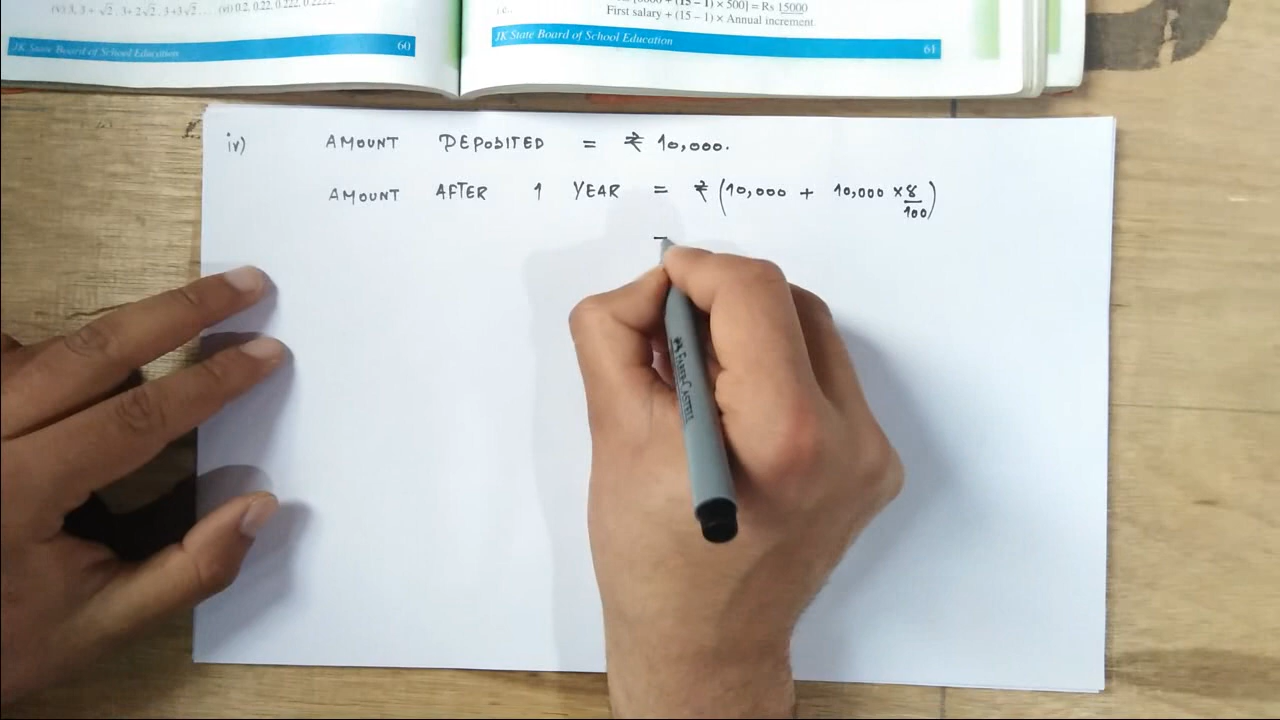 (v) 3, 3 + √2, 3+2√2, 3+3√2.... (vi) 0.2, 0.22, 0.222, 0.2222,
(15 – 1) × 500] = Rs 15000
First salary + (15 – 1) × Annual increment
JK State Board of School Education 60
JK State Board of School Education 61
iv) AMOUNT DEPOSITED = ₹ 10,000.
AMOUNT AFTER 1 YEAR = ₹ (10,000 + 10,000 × 8/100)
=
FABER-CASTELL